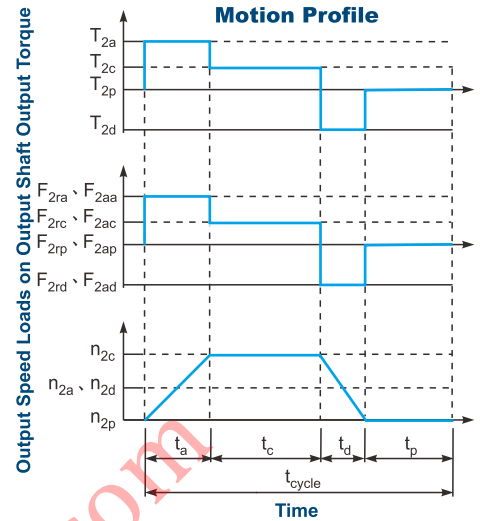 Motion Profile
Output Speed Loads on Output Shaft Output Torque
T2a
T2c
T2p
T2d
F2ra、F2aa
F2rc、F2ac
F2rp、F2ap
F2rd、F2ad
n2c
n2a、n2d
n2p
ta
tc
td
tp
tcycle
Time
com